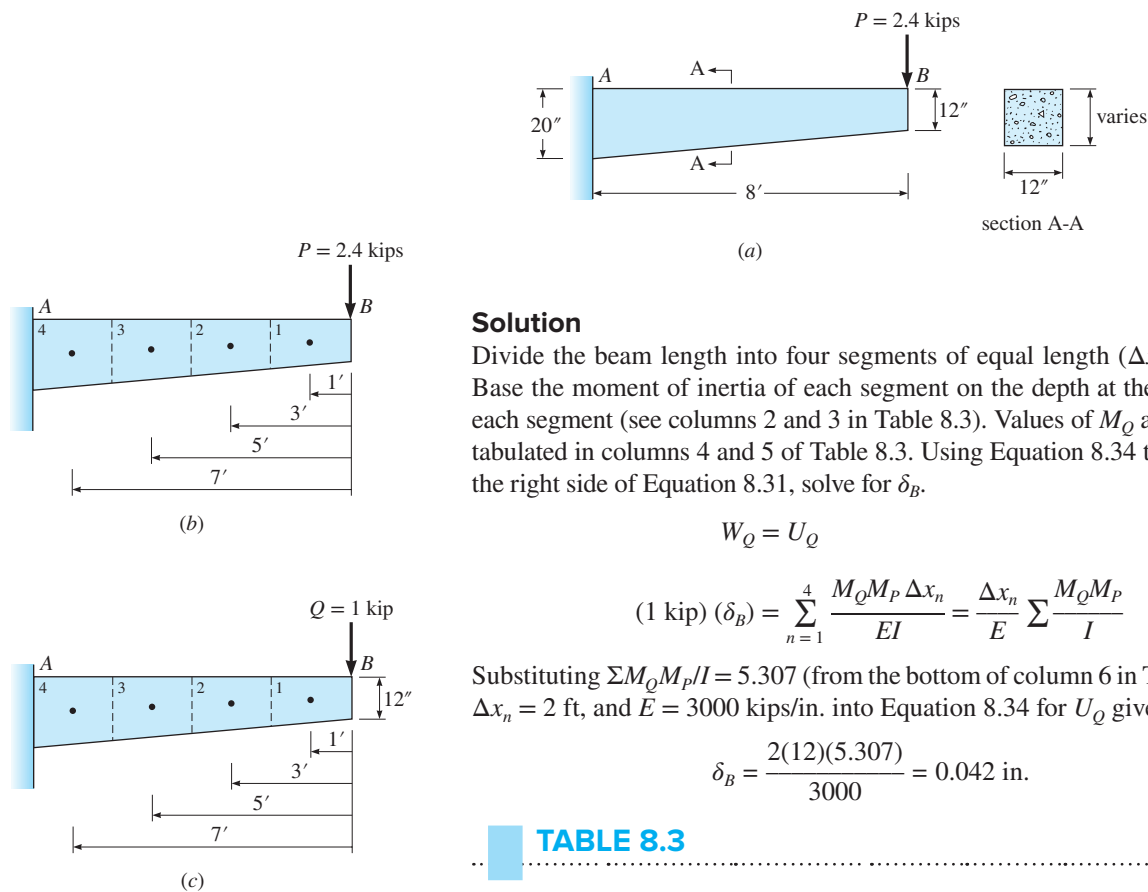 P = 2.4 kips
A
A
B
20″
12″
A
8′
varies
12″
section A-A
(a)
P = 2.4 kips
A
B
4
3
2
1
1′
3′
5′
7′
(b)
Q = 1 kip
A
B
4
3
2
1
12″
1′
3′
5′
7′
(c)
Solution
Divide the beam length into four segments of equal length (Δ
Base the moment of inertia of each segment on the depth at the
each segment (see columns 2 and 3 in Table 8.3). Values of M_Q a
tabulated in columns 4 and 5 of Table 8.3. Using Equation 8.34 t
the right side of Equation 8.31, solve for δ_B.
W_Q = U_Q
(1 kip) (δ_B) = ∑_{n = 1}^{4} M_Q M_P Δx_n / EI = Δx_n / E ∑ M_Q M_P / I
Substituting ΣM_Q M_P/I = 5.307 (from the bottom of column 6 in T
Δx_n = 2 ft, and E = 3000 kips/in. into Equation 8.34 for U_Q give
δ_B = 2(12)(5.307) / 3000 = 0.042 in.
TABLE 8.3